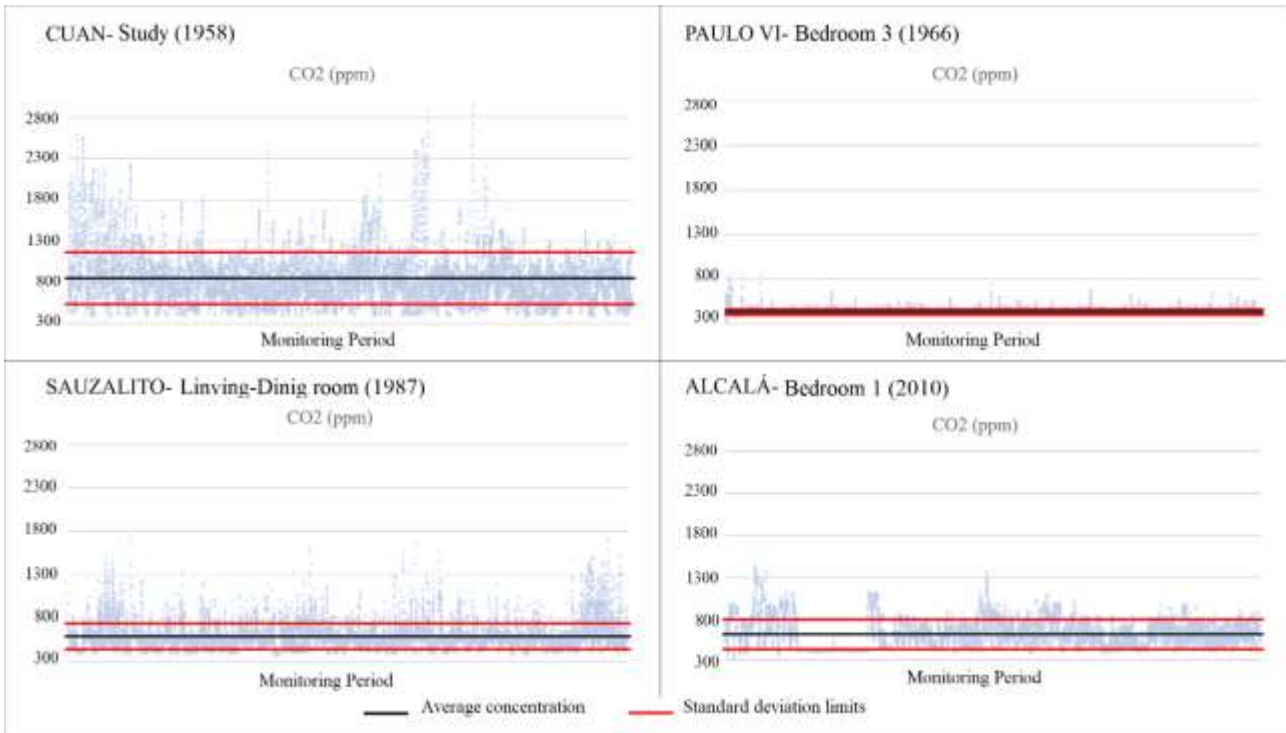 CUAN- Study (1958)
CO2 (ppm)
2800
2300
1800
1300
800
300
Monitoring Period
PAULO VI- Bedroom 3 (1966)
CO2 (ppm)
2800
2300
1800
1300
800
300
Monitoring Period
SAUZALITO- Linving-Dinig room (1987)
CO2 (ppm)
2800
2300
1800
1300
800
300
Monitoring Period
ALCALÁ- Bedroom 1 (2010)
CO2 (ppm)
2800
2300
1800
1300
800
300
Monitoring Period
Average concentration
Standard deviation limits